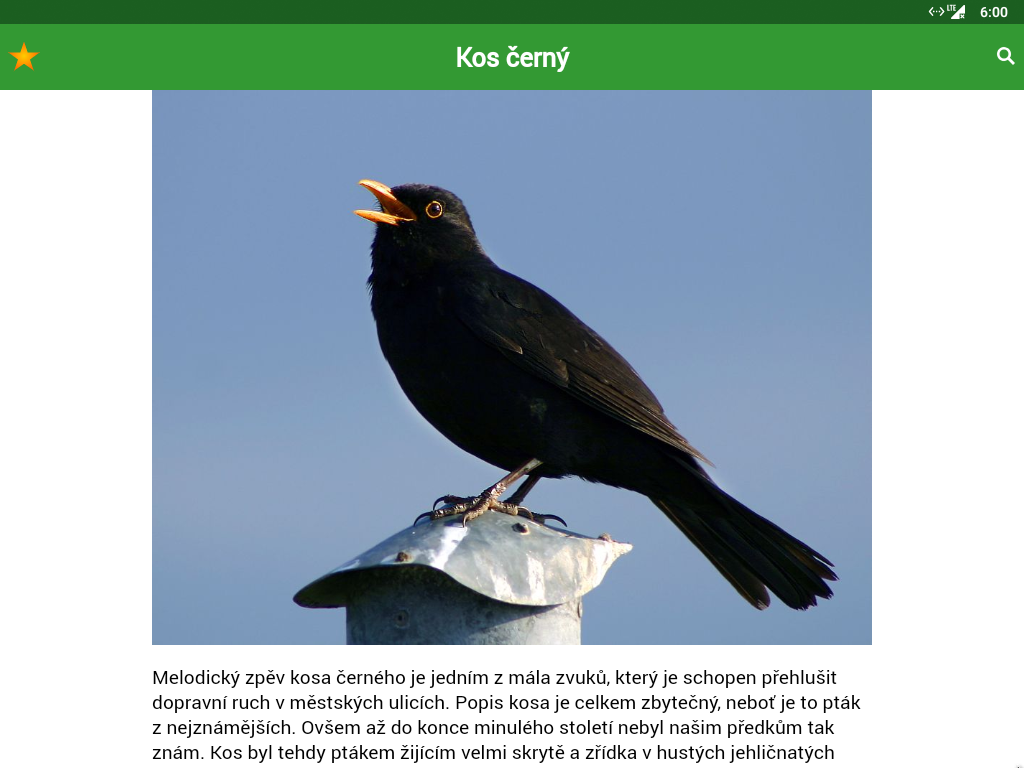 LTE 6:00
Kos černý
Melodický zpěv kosa černého je jedním z mála zvuků, který je schopen přehlušit
dopravní ruch v městských ulicích. Popis kosa je celkem zbytečný, neboť je to pták
z nejznámějších. Ovšem až do konce minulého století nebyl našim předkům tak
znám. Kos byl tehdy ptákem žijícím velmi skrytě a zřídka v hustých jehličnatých